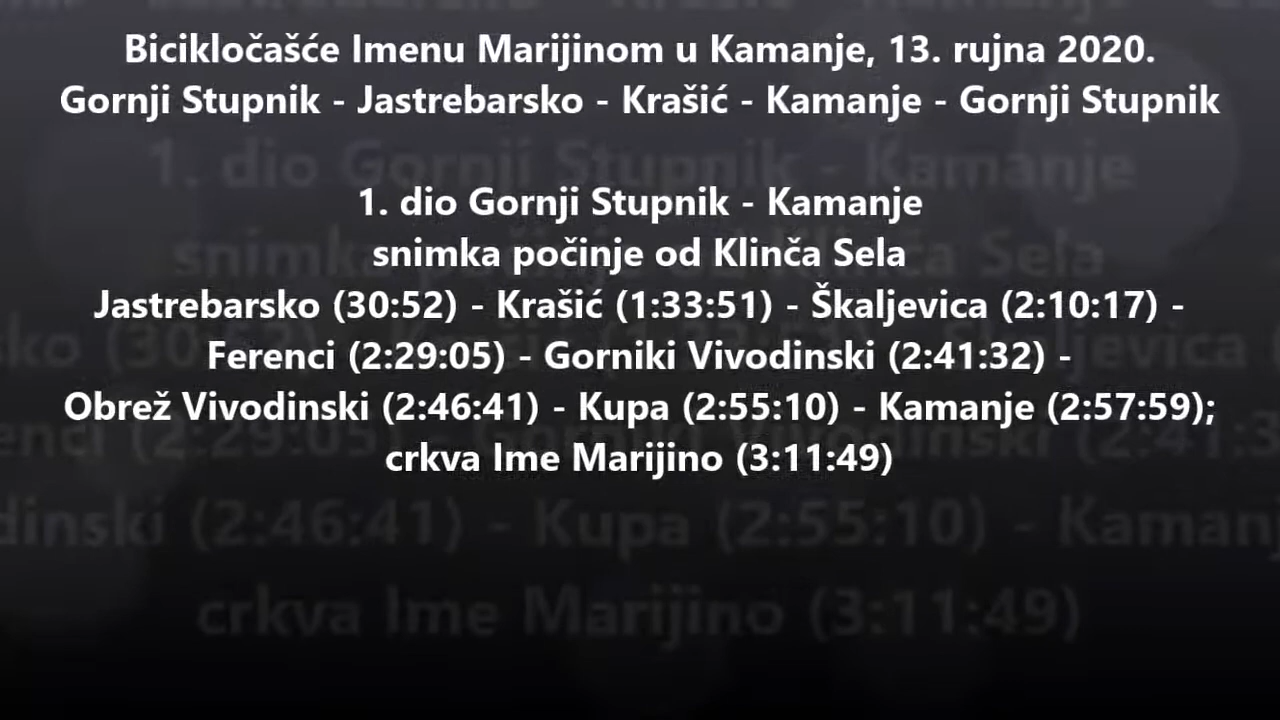 Bicikločašće Imenu Marijinom u Kamanje, 13. rujna 2020.
Gornji Stupnik - Jastrebarsko - Krašić - Kamanje - Gornji Stupnik
1. dio Gornji Stupnik - Kamanje
snimka počinje od Klinča Sela
Jastrebarsko (30:52) - Krašić (1:33:51) - Škaljevica (2:10:17) -
Ferenci (2:29:05) - Gorniki Vivodinski (2:41:32) -
Obrež Vivodinski (2:46:41) - Kupa (2:55:10) - Kamanje (2:57:59);
crkva Ime Marijino (3:11:49)